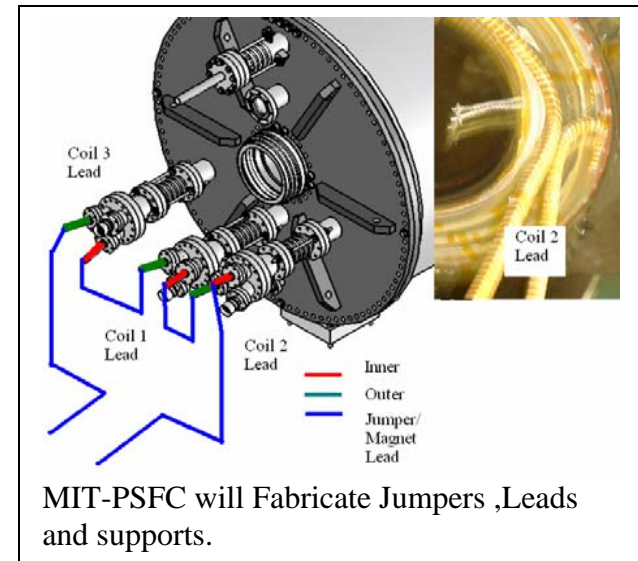 Coil 3
Lead
Coil 2
Lead
Coil 1
Lead
Coil 2
Lead
Inner
Outer
Jumper/
Magnet
Lead
MIT-PSFC will Fabricate Jumpers ,Leads
and supports.